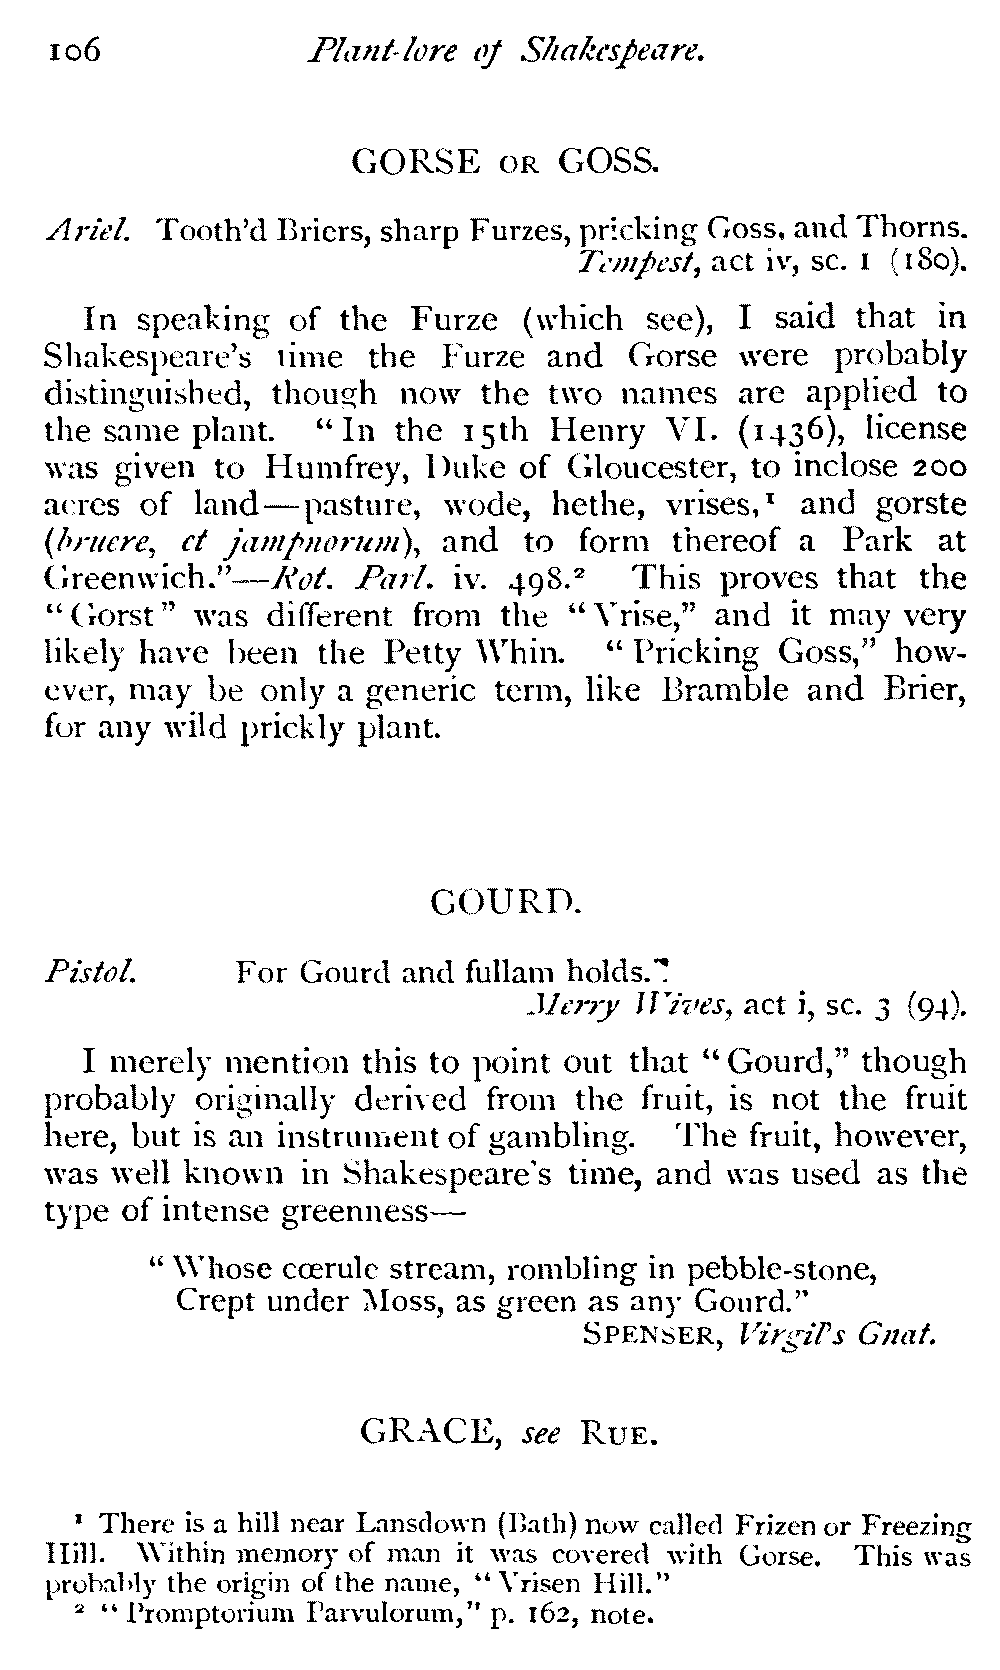 106 Plant-lore of Shakespeare.
GORSE OR GOSS.
Ariel. Tooth'd Briers, sharp Furzes, pricking Goss, and Thorns.
Tempest, act iv, sc. 1 (180).
In speaking of the Furze (which see), I said that in
Shakespeare's time the Furze and Gorse were probably
distinguished, though now the two names are applied to
the same plant. "In the 15th Henry VI. (1436), license
was given to Humfrey, Duke of Gloucester, to inclose 200
acres of land—pasture, wode, hethe, vrises,¹ and gorste
(bruere, et jampnorum), and to form thereof a Park at
Greenwich."—Rot. Parl. iv. 498.² This proves that the
"Gorst" was different from the "Vrise," and it may very
likely have been the Petty Whin. "Pricking Goss," how-
ever, may be only a generic term, like Bramble and Brier,
for any wild prickly plant.
GOURD.
Pistol. For Gourd and fullam holds.
Merry Wives, act i, sc. 3 (94).
I merely mention this to point out that "Gourd," though
probably originally derived from the fruit, is not the fruit
here, but is an instrument of gambling. The fruit, however,
was well known in Shakespeare's time, and was used as the
type of intense greenness—
"Whose cœrule stream, rombling in pebble-stone,
Crept under Moss, as green as any Gourd."
SPENSER, Virgil's Gnat.
GRACE, see RUE.
¹ There is a hill near Lansdown (Bath) now called Frizen or Freezing
Hill. Within memory of man it was covered with Gorse. This was
probably the origin of the name, "Vrisen Hill."
² "Promptorium Parvulorum," p. 162, note.